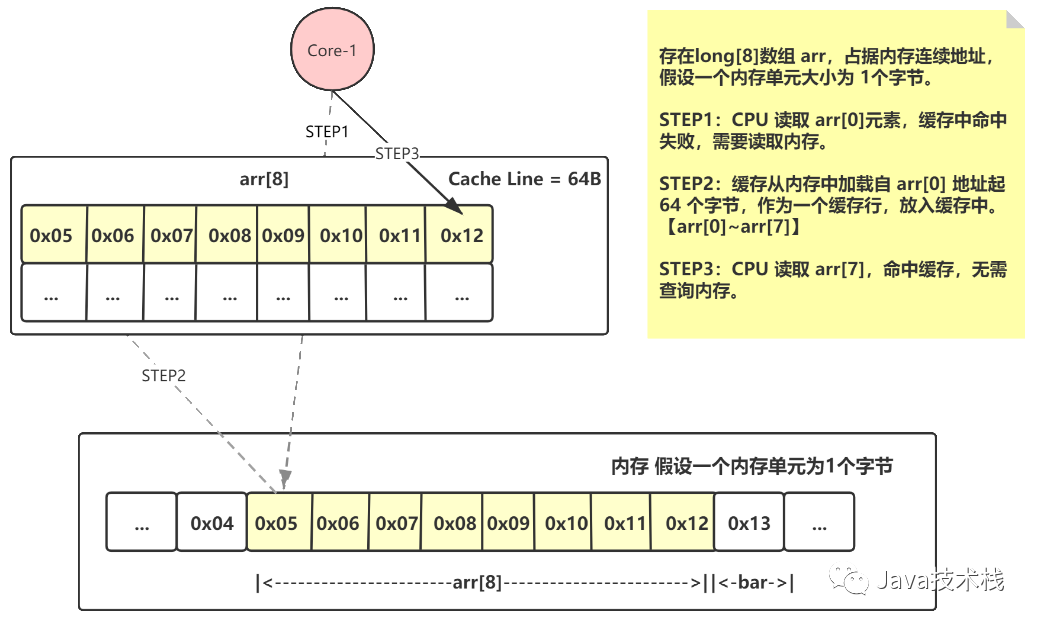 Core-1
STEP1
STEP3
arr[8]
Cache Line = 64B
0x05 0x06 0x07 0x08 0x09 0x10 0x11 0x12
... ... ... ... ... ... ... ...
STEP2
存在long[8]数组 arr，占据内存连续地址，
假设一个内存单元大小为 1个字节。
STEP1：CPU 读取 arr[0]元素，缓存中命中
失败，需要读取内存。
STEP2：缓存从内存中加载自 arr[0] 地址起
64 个字节，作为一个缓存行，放入缓存中。
【arr[0]~arr[7]】
STEP3：CPU 读取 arr[7]，命中缓存，无需
查询内存。
内存 假设一个内存单元为1个字节
... 0x04 0x05 0x06 0x07 0x08 0x09 0x10 0x11 0x12 0x13 ...
|<-----------------------arr[8]------------------------>||<-bar->|
Java技术栈